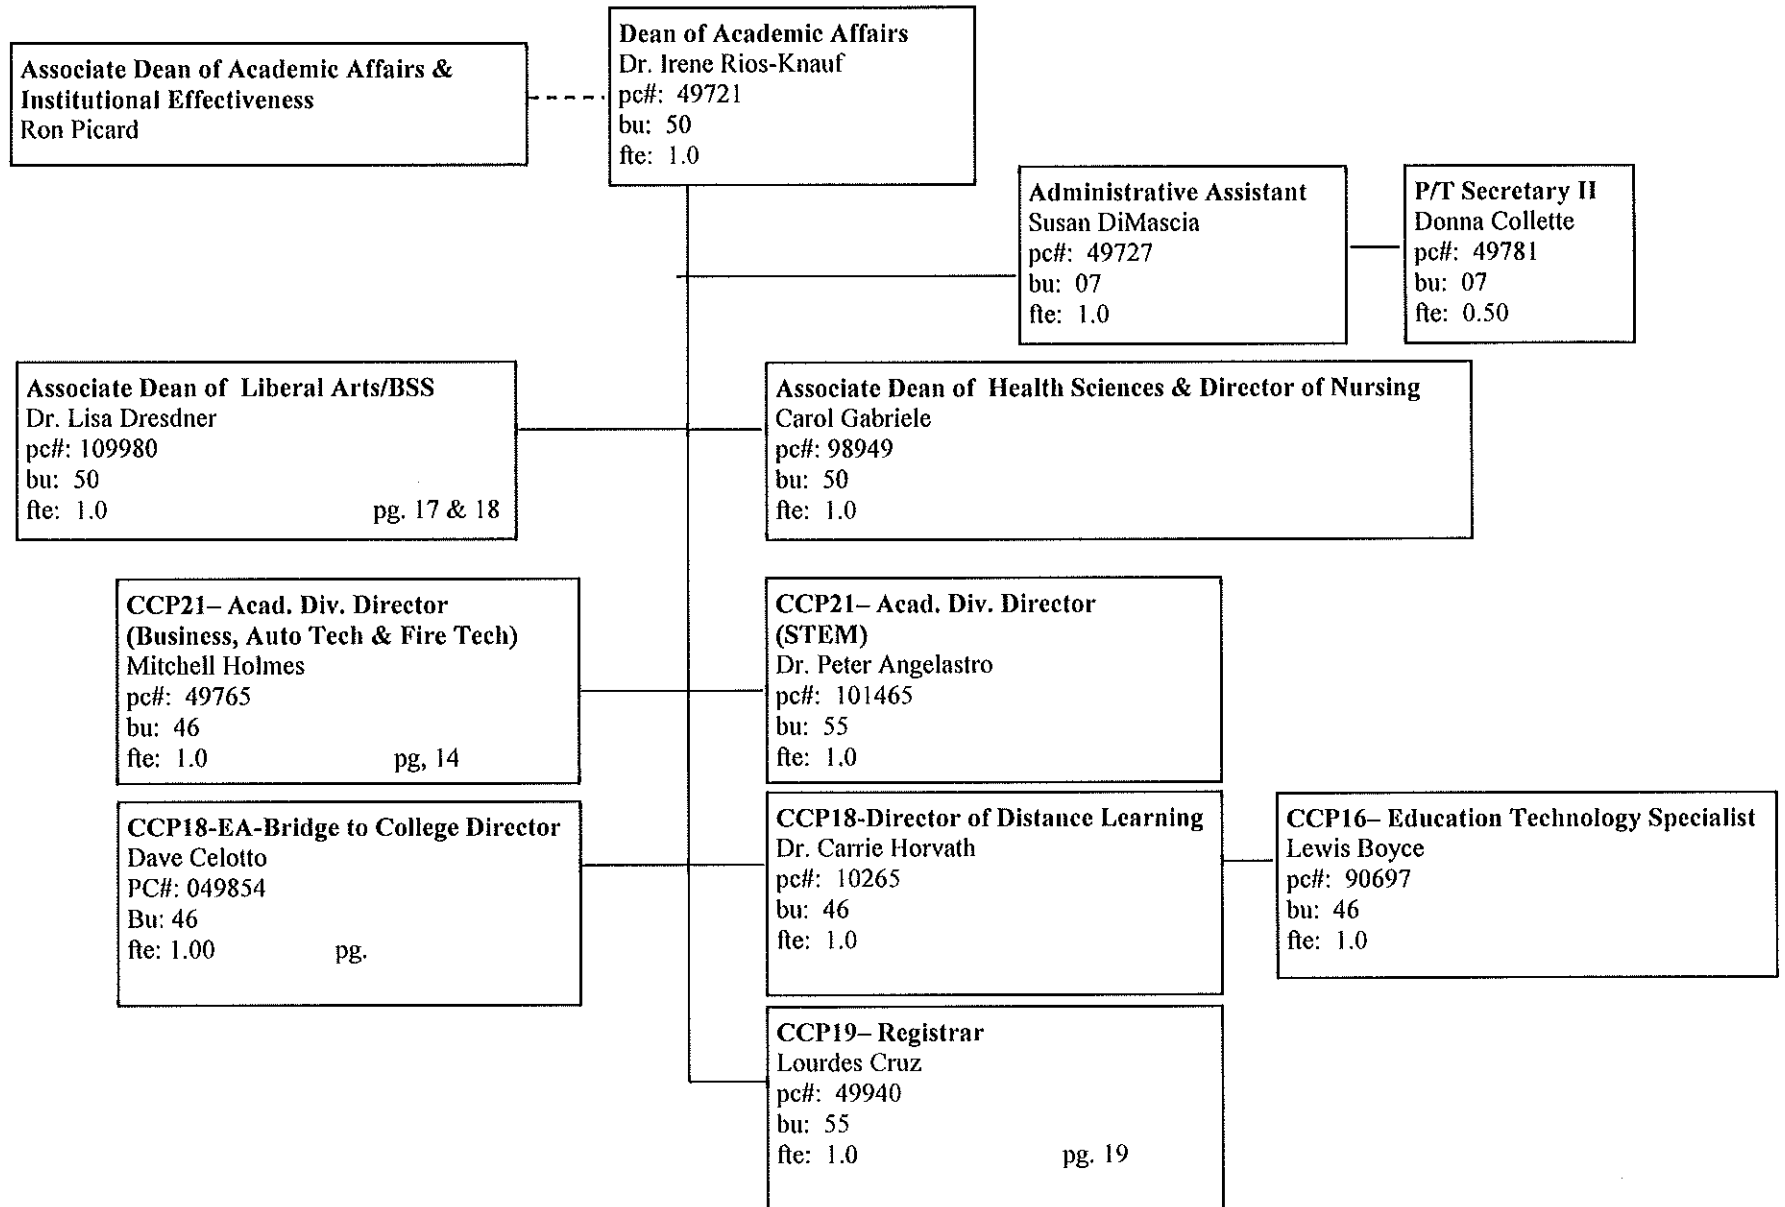 Dean of Academic Affairs
Dr. Irene Rios-Knauf
pc#: 49721
bu: 50
fte: 1.0
Associate Dean of Academic Affairs &
Institutional Effectiveness
Ron Picard
Administrative Assistant
Susan DiMascia
pc#: 49727
bu: 07
fte: 1.0
P/T Secretary II
Donna Collette
pc#: 49781
bu: 07
fte: 0.50
Associate Dean of Liberal Arts/BSS
Dr. Lisa Dresdner
pc#: 109980
bu: 50
fte: 1.0 pg. 17 & 18
Associate Dean of Health Sciences & Director of Nursing
Carol Gabriele
pc#: 98949
bu: 50
fte: 1.0
CCP21– Acad. Div. Director
(Business, Auto Tech & Fire Tech)
Mitchell Holmes
pc#: 49765
bu: 46
fte: 1.0 pg, 14
CCP21– Acad. Div. Director
(STEM)
Dr. Peter Angelastro
pc#: 101465
bu: 55
fte: 1.0
CCP18-EA-Bridge to College Director
Dave Celotto
PC#: 049854
Bu: 46
fte: 1.00 pg.
CCP18-Director of Distance Learning
Dr. Carrie Horvath
pc#: 10265
bu: 46
fte: 1.0
CCP16– Education Technology Specialist
Lewis Boyce
pc#: 90697
bu: 46
fte: 1.0
CCP19– Registrar
Lourdes Cruz
pc#: 49940
bu: 55
fte: 1.0 pg. 19